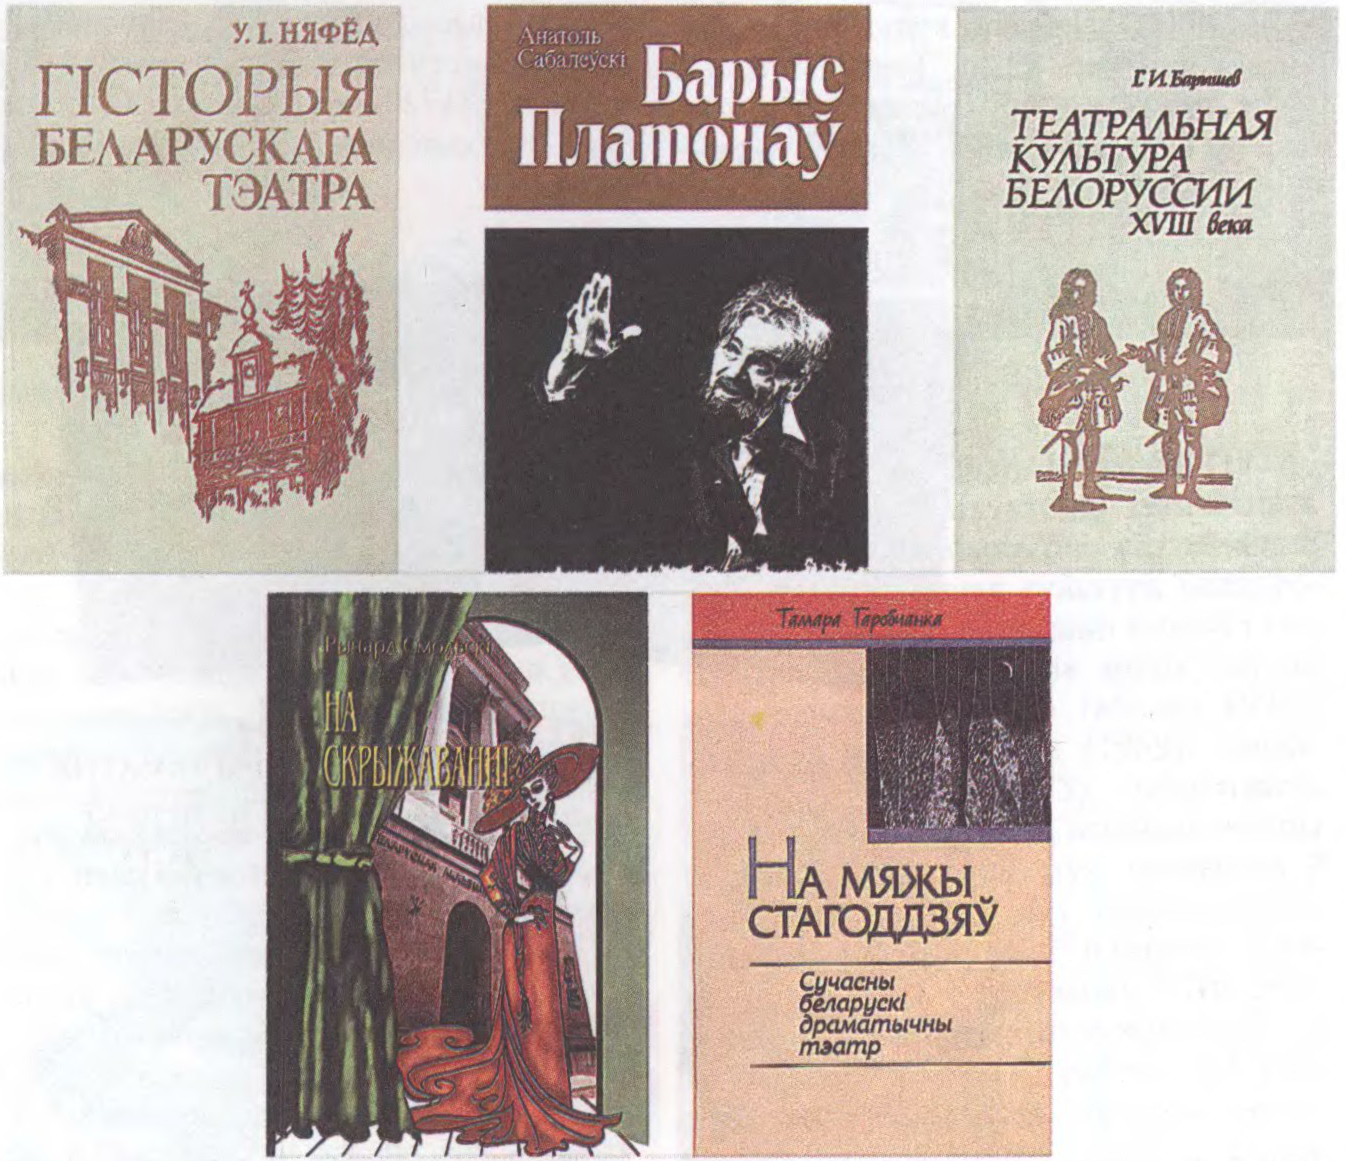 У. І. НЯФЁД
ГІСТОРЫЯ
БЕЛАРУСКАГА
ТЭАТРА
Анатоль
Сабалеўскі
Барыс
Платонаў
Г. И. Барышев
ТЕАТРАЛЬНАЯ
КУЛЬТУРА
БЕЛОРУССИИ
XVIII века
Рычард Смольскі
НА
СКРЫЖАВАННІ
Тамара Гаробчанка
НА МЯЖЫ
СТАГОДДЗЯЎ
Сучасны
беларускі
драматычны
тэатр